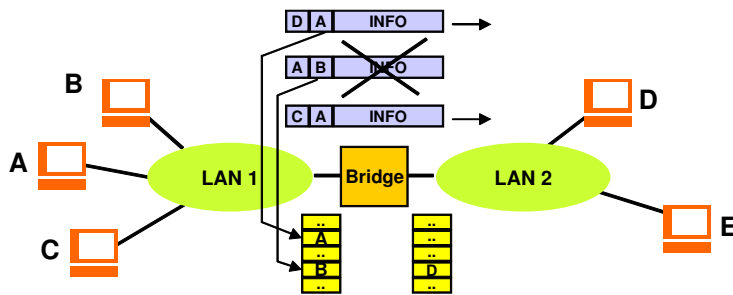 D A INFO
A B INFO
C A INFO
B
D
A
LAN 1
Bridge
LAN 2
C
E
..
A
..
B
..
..
..
..
D
..